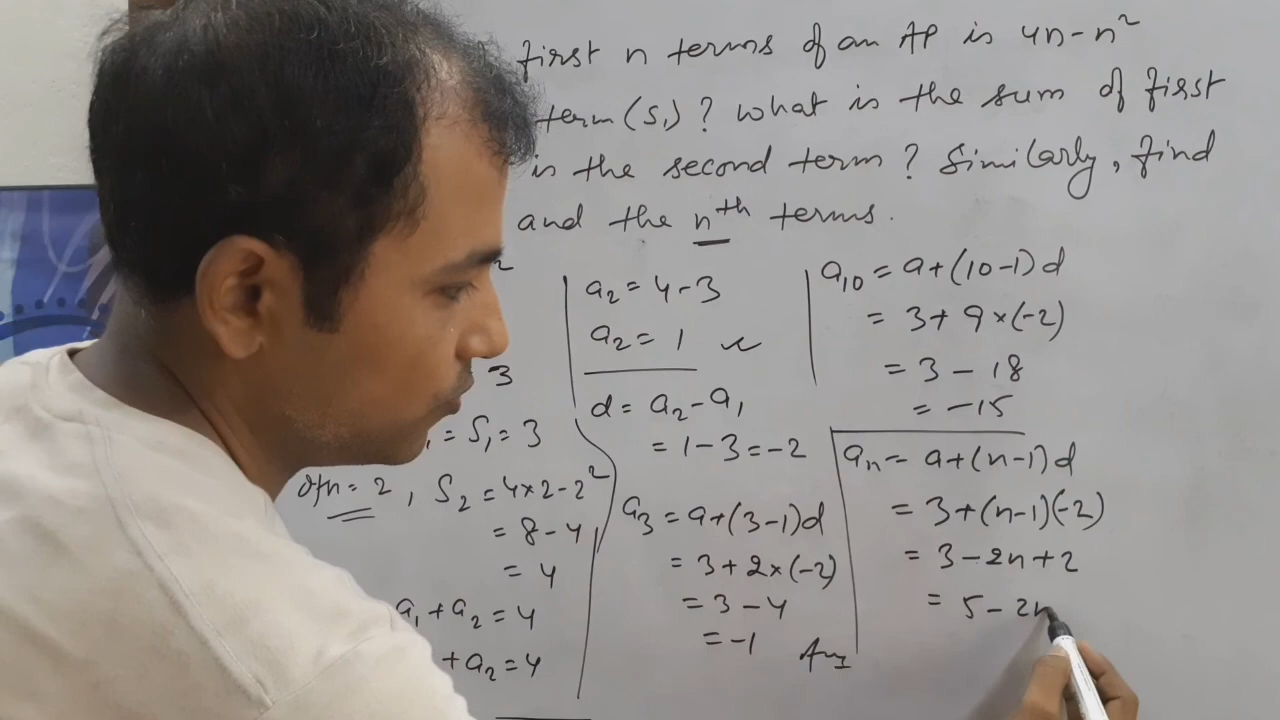 first n terms of an AP is 4n-n²
term (S₁)? What is the sum of first
is the second term? Similarly, find
and the nᵗʰ terms.
2
3
₁ = S₁ = 3
If n = 2, S₂ = 4×2-2²
= 8-4
= 4
a₁+a₂ = 4
+a₂ = 4
a₂ = 4-3
a₂ = 1
d = a₂-a₁
= 1-3 = -2
a₃ = a+(3-1)d
= 3+2×(-2)
= 3-4
= -1 Ans
a₁₀ = a+(10-1)d
= 3+9×(-2)
= 3-18
= -15
aₙ = a+(n-1)d
= 3+(n-1)(-2)
= 3-2n+2
= 5-2n